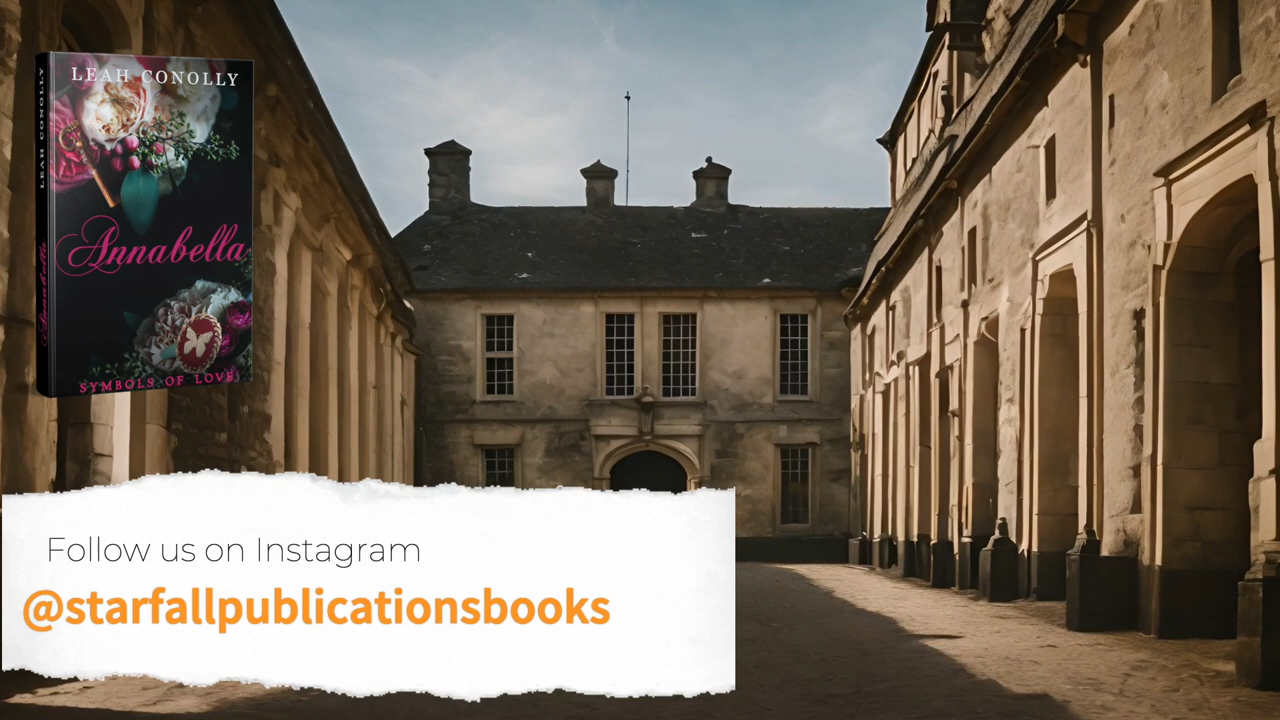 LEAH CONOLLY
LEAH CONOLLY
Annabella
Annabella
SYMBOLS OF LOVE
Follow us on Instagram
@starfallpublicationsbooks